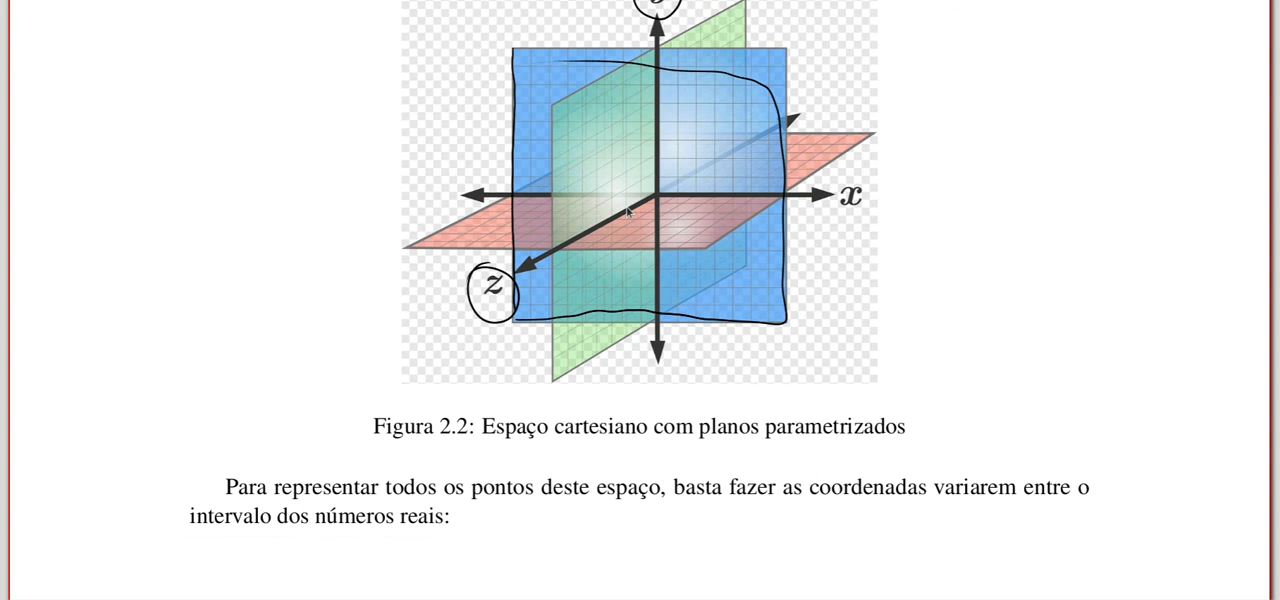 x
z
Figura 2.2: Espaço cartesiano com planos parametrizados
Para representar todos os pontos deste espaço, basta fazer as coordenadas variarem entre o
intervalo dos números reais: